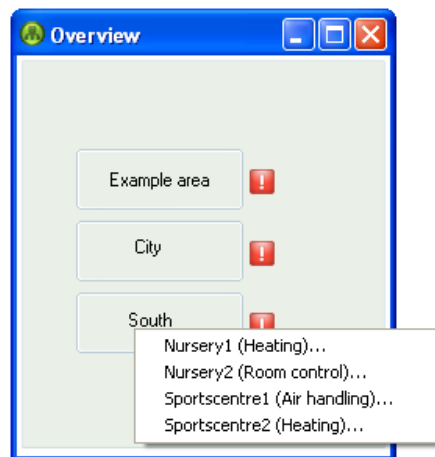 Overview
Example area
City
South
Nursery1 (Heating)...
Nursery2 (Room control)...
Sportscentre1 (Air handling)...
Sportscentre2 (Heating)...